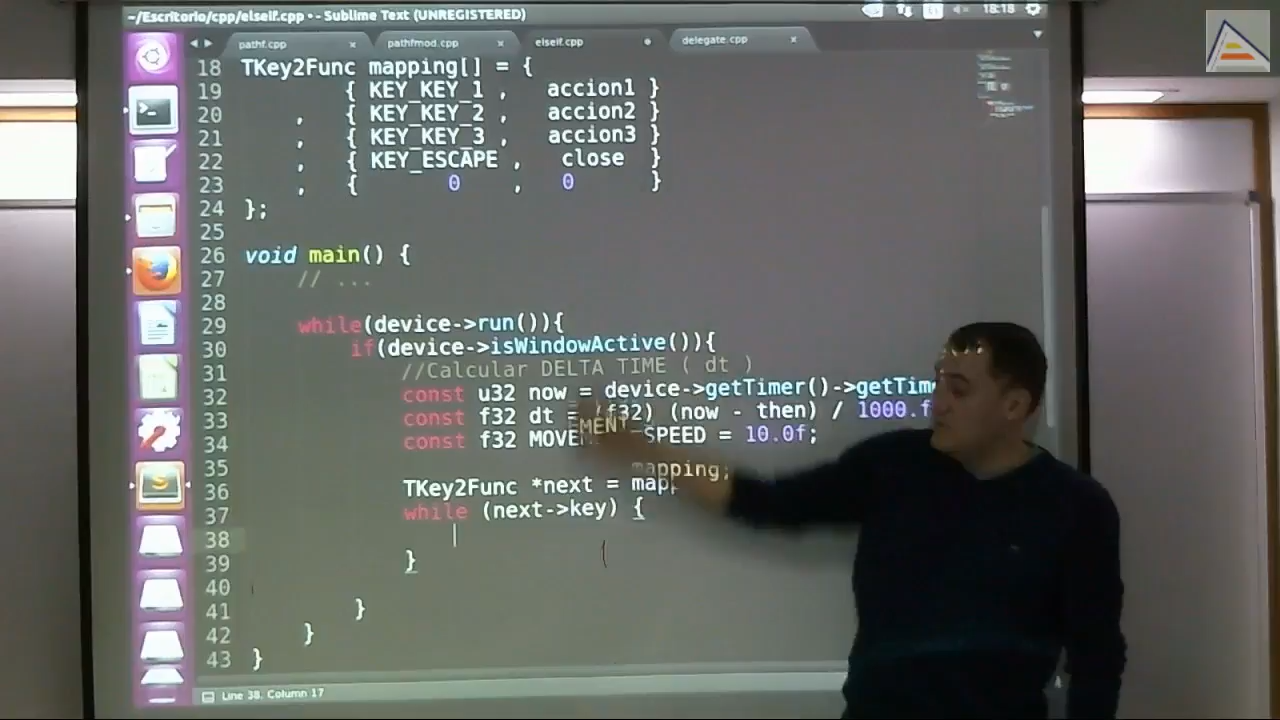 ~/Escritorio/cpp/elseif.cpp • - Sublime Text (UNREGISTERED)
18:18
pathf.cpp × pathfmod.cpp × elseif.cpp • delegate.cpp ×
18 TKey2Func mapping[] = {
19 { KEY_KEY_1 , accion1 }
20 , { KEY_KEY_2 , accion2 }
21 , { KEY_KEY_3 , accion3 }
22 , { KEY_ESCAPE , close }
23 , { 0 , 0 }
24 };
25
26 void main() {
27 // ...
28
29 while(device->run()){
30 if(device->isWindowActive()){
31 //Calcular DELTA TIME ( dt )
32 const u32 now = device->getTimer()->getTim
33 const f32 dt = (f32) (now - then) / 1000.f
34 const f32 MOVEMENT_SPEED = 10.0f;
35
36 TKey2Func *next = mapping;
37 while (next->key) {
38
39 }
40
41 }
42 }
43 }
Line 38, Column 17